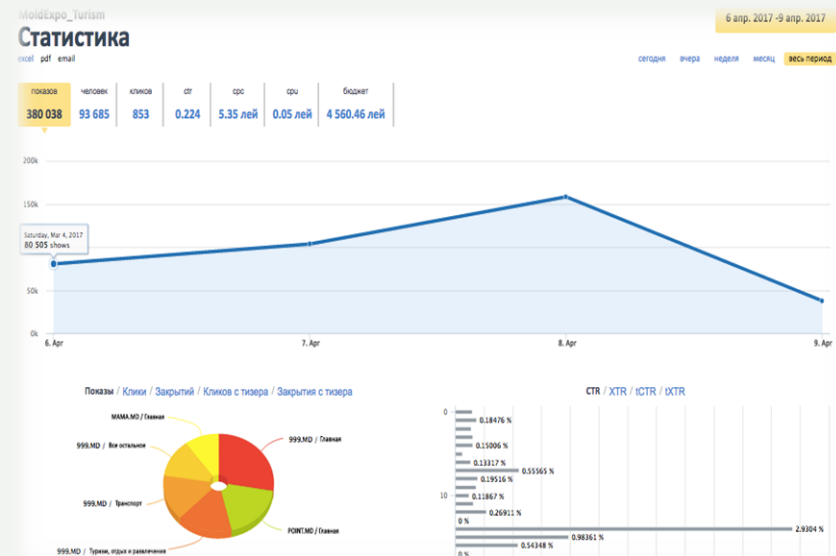 MoldExpo_Turism
6 апр. 2017 -9 апр. 2017
Статистика
excel pdf email
сегодня вчера неделя месяц весь период
показов человек кликов ctr cpc cpu бюджет
380 038 93 685 853 0.224 5.35 лей 0.05 лей 4 560.46 лей
200k
150k
Saturday, Mar 4, 2017
80 505 shows
50k
0k
6. Apr 7. Apr 8. Apr 9. Apr
Показы / Клики / Закрытий / Кликов с тизера / Закрытия с тизера
CTR / XTR / tCTR / tXTR
MAMA.MD / Главная
999.MD / Главная
999.MD / Все остальное
999.MD / Транспорт
POINT.MD / Главная
999.MD / Туризм, отдых и развлечения
0
0.18476 %
0.15006 %
0.13317 %
0.55565 %
0.19516 %
10
0.11867 %
0.26911 %
0 %
2.9304 %
0.98361 %
0.54348 %
0 %